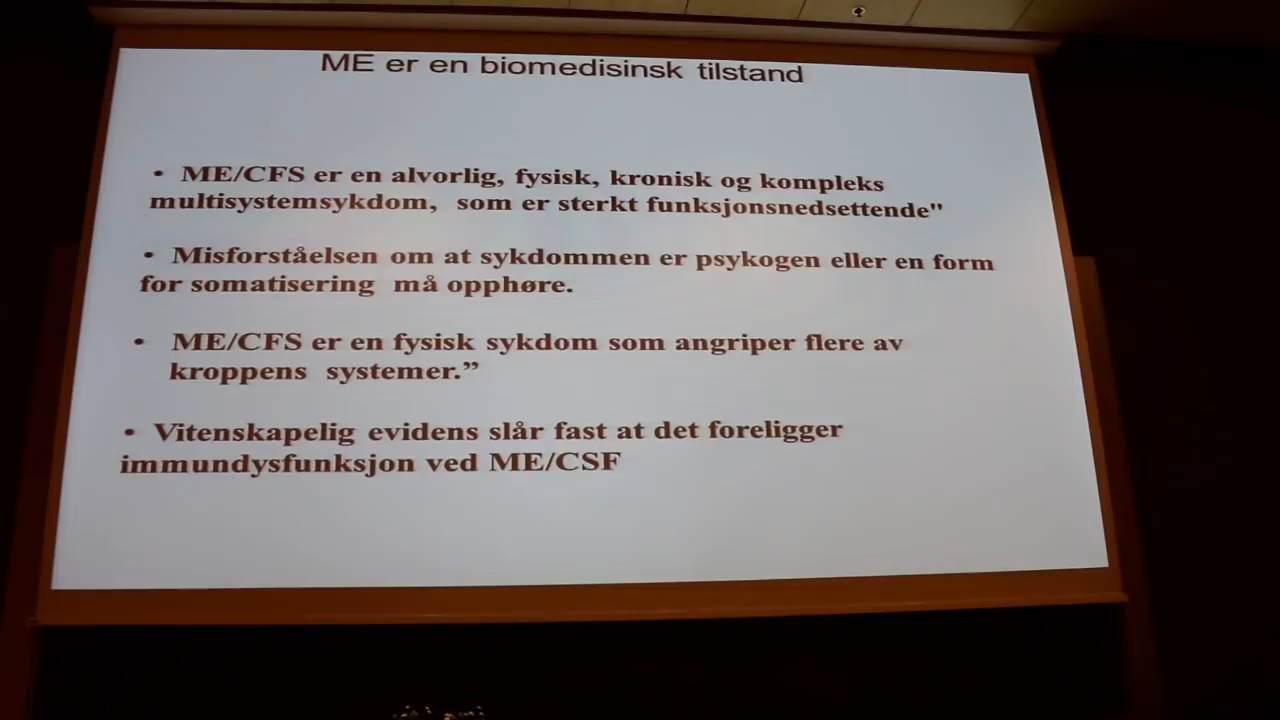 ME er en biomedisinsk tilstand
• ME/CFS er en alvorlig, fysisk, kronisk og kompleks
multisystemsykdom, som er sterkt funksjonsnedsettende"
• Misforståelsen om at sykdommen er psykogen eller en form
for somatisering må opphøre.
• ME/CFS er en fysisk sykdom som angriper flere av
kroppens systemer.”
• Vitenskapelig evidens slår fast at det foreligger
immundysfunksjon ved ME/CSF